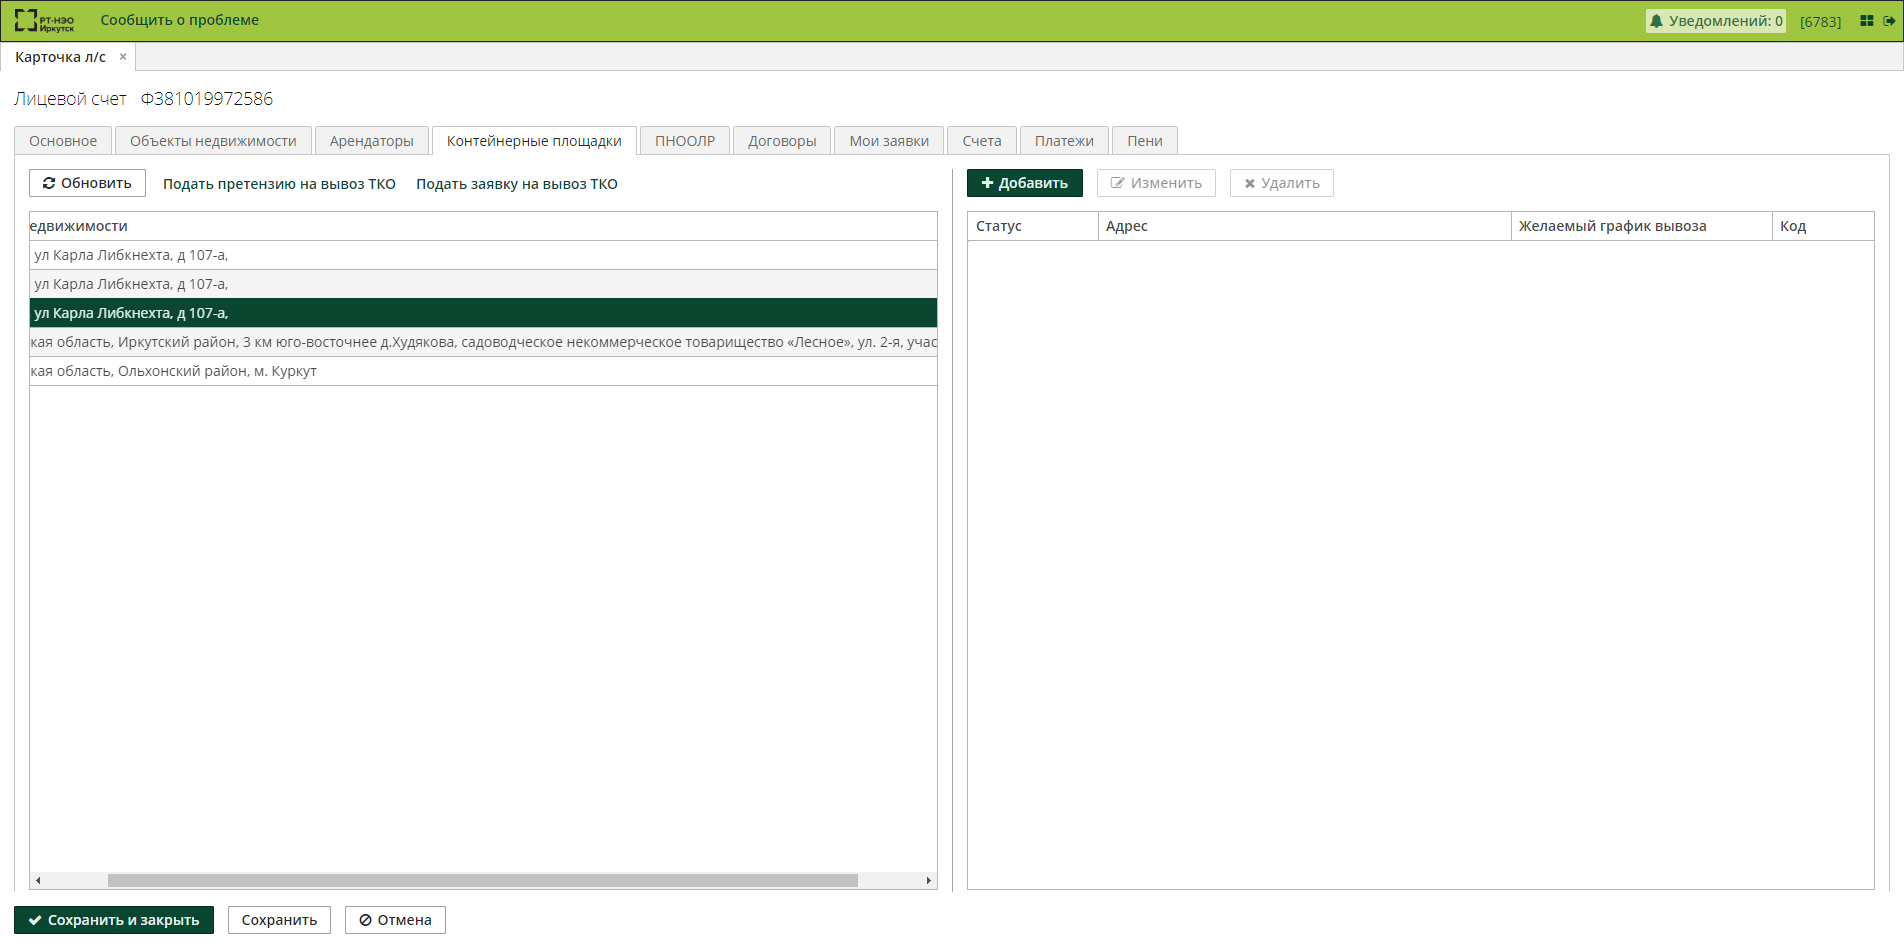 РТ-НЭО
Иркутск
Сообщить о проблеме
Уведомлений: 0
[6783]
Карточка л/с ×
Лицевой счет Ф381019972586
Основное
Объекты недвижимости
Арендаторы
Контейнерные площадки
ПНООЛР
Договоры
Мои заявки
Счета
Платежи
Пени
Обновить
Подать претензию на вывоз ТКО
Подать заявку на вывоз ТКО
Добавить
Изменить
Удалить
едвижимости
ул Карла Либкнехта, д 107-а,
ул Карла Либкнехта, д 107-а,
ул Карла Либкнехта, д 107-а,
кая область, Иркутский район, 3 км юго-восточнее д.Худякова, садоводческое некоммерческое товарищество «Лесное», ул. 2-я, учас
кая область, Ольхонский район, м. Куркут
Статус
Адрес
Желаемый график вывоза
Код
Сохранить и закрыть
Сохранить
Отмена